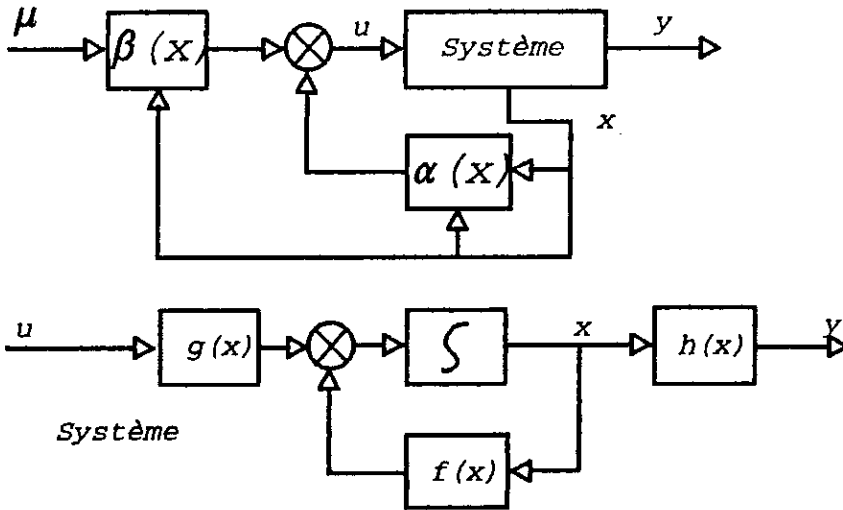 μ β(x) u Système y
x
α(x)
u g(x) ∫ x h(x) y
Système
f(x)